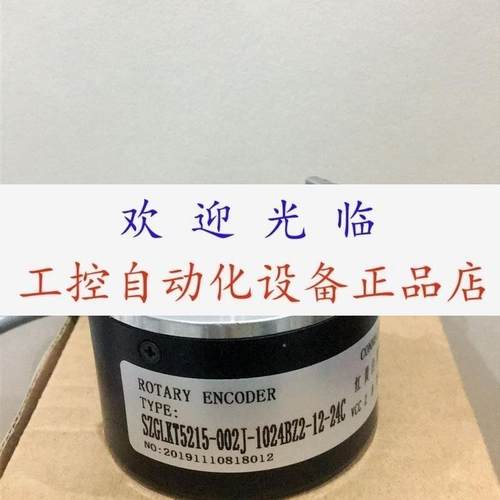 欢迎光临
工控自动化设备正品店
ROTARY ENCODER
TYPE:
SZGLKT5215-002J-1024BZ2-12-24C
NO:20191110818012
VCC